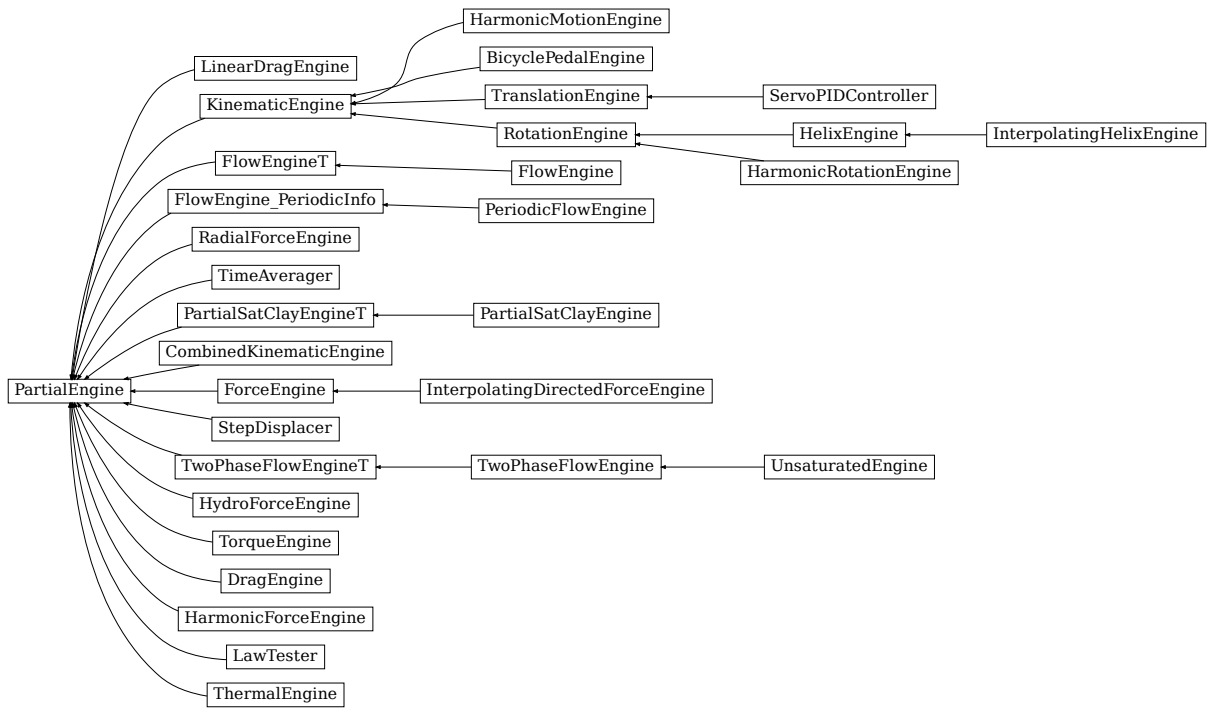 HarmonicMotionEngine
BicyclePedalEngine
LinearDragEngine
TranslationEngine
ServoPIDController
KinematicEngine
RotationEngine
HelixEngine
InterpolatingHelixEngine
FlowEngineT
FlowEngine
HarmonicRotationEngine
FlowEngine_PeriodicInfo
PeriodicFlowEngine
RadialForceEngine
TimeAverager
PartialSatClayEngineT
PartialSatClayEngine
CombinedKinematicEngine
PartialEngine
ForceEngine
InterpolatingDirectedForceEngine
StepDisplacer
TwoPhaseFlowEngineT
TwoPhaseFlowEngine
UnsaturatedEngine
HydroForceEngine
TorqueEngine
DragEngine
HarmonicForceEngine
LawTester
ThermalEngine